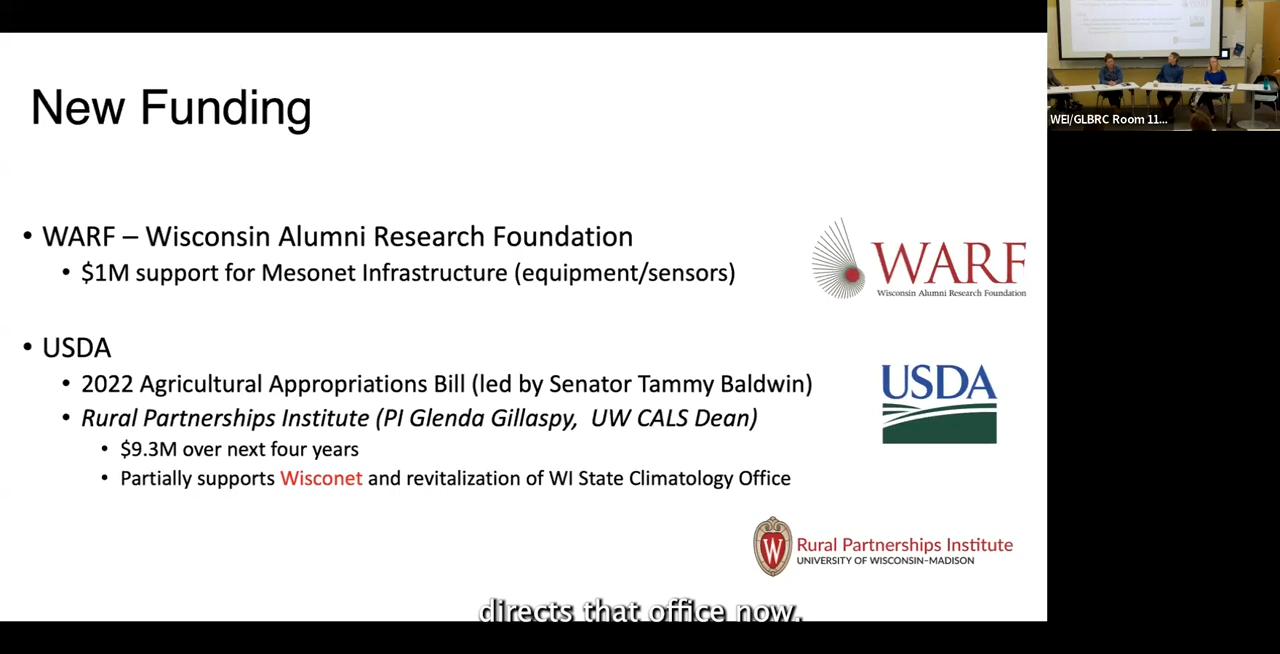 New Funding
• WARF – Wisconsin Alumni Research Foundation
• $1M support for Mesonet Infrastructure (equipment/sensors)
WARF
Wisconsin Alumni Research Foundation
• USDA
• 2022 Agricultural Appropriations Bill (led by Senator Tammy Baldwin)
• Rural Partnerships Institute (PI Glenda Gillaspy, UW CALS Dean)
• $9.3M over next four years
• Partially supports Wisconet and revitalization of WI State Climatology Office
USDA
W
Rural Partnerships Institute
UNIVERSITY OF WISCONSIN–MADISON
directs that office now.
WARF
WEI/GLBRC Room 11...